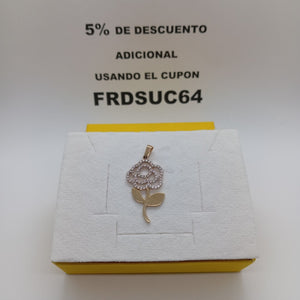 5% DE DESCUENTO
ADICIONAL
USANDO EL CUPON
FRDSUC64